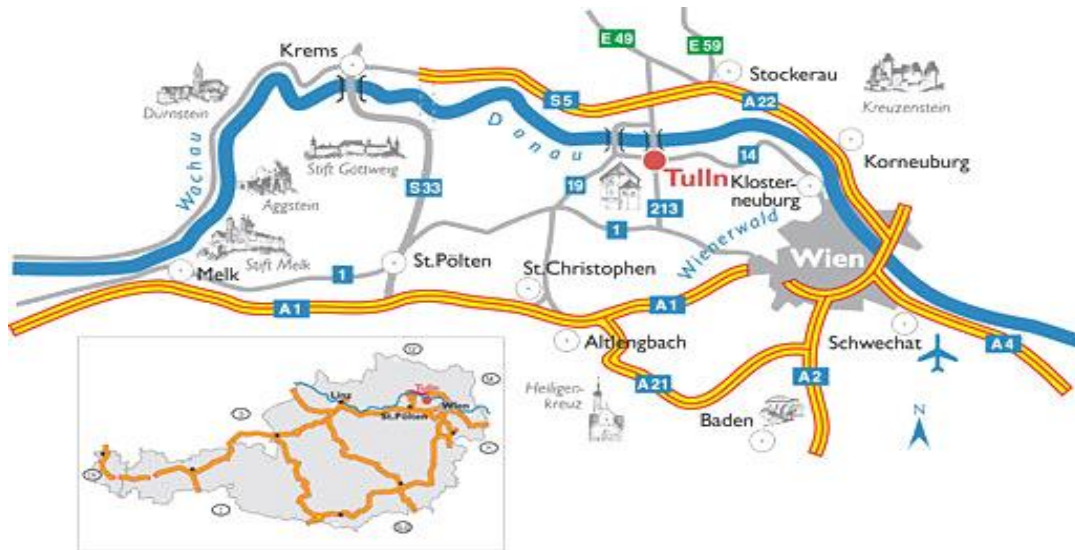 E 49
E 59
Krems
Stockerau
Kreuzenstein
S5
A 22
Dürnstein
Donau
Korneuburg
14
Stift Göttweig
Tulln
Kloster-
neuburg
Wachau
S33
19
Aggstein
213
1
Wienerwald
Wien
Stift Melk
St.Pölten
Melk
1
St.Christophen
A 1
A 1
Altlengbach
Schwechat
A 4
A 2
A 21
Heiligen-
kreuz
Baden
N
Tulln
Linz
Wien
St.Pölten